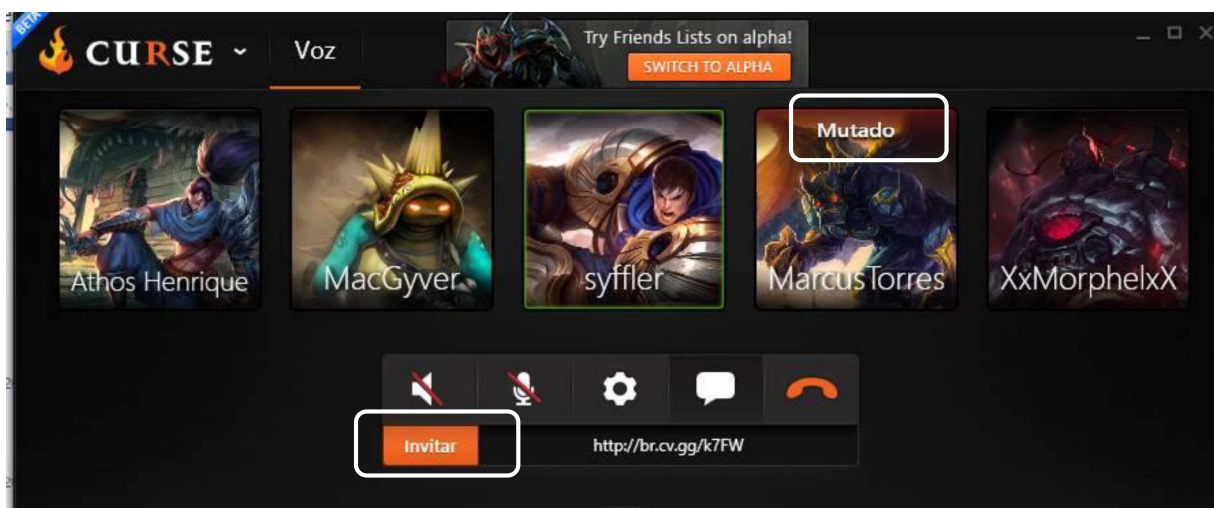 BETA
CURSE
Voz
Try Friends Lists on alpha!
SWITCH TO ALPHA
Mutado
Athos Henrique
MacGyver
syffler
MarcusTorres
XxMorphelxX
Invitar
http://br.cv.gg/k7FW